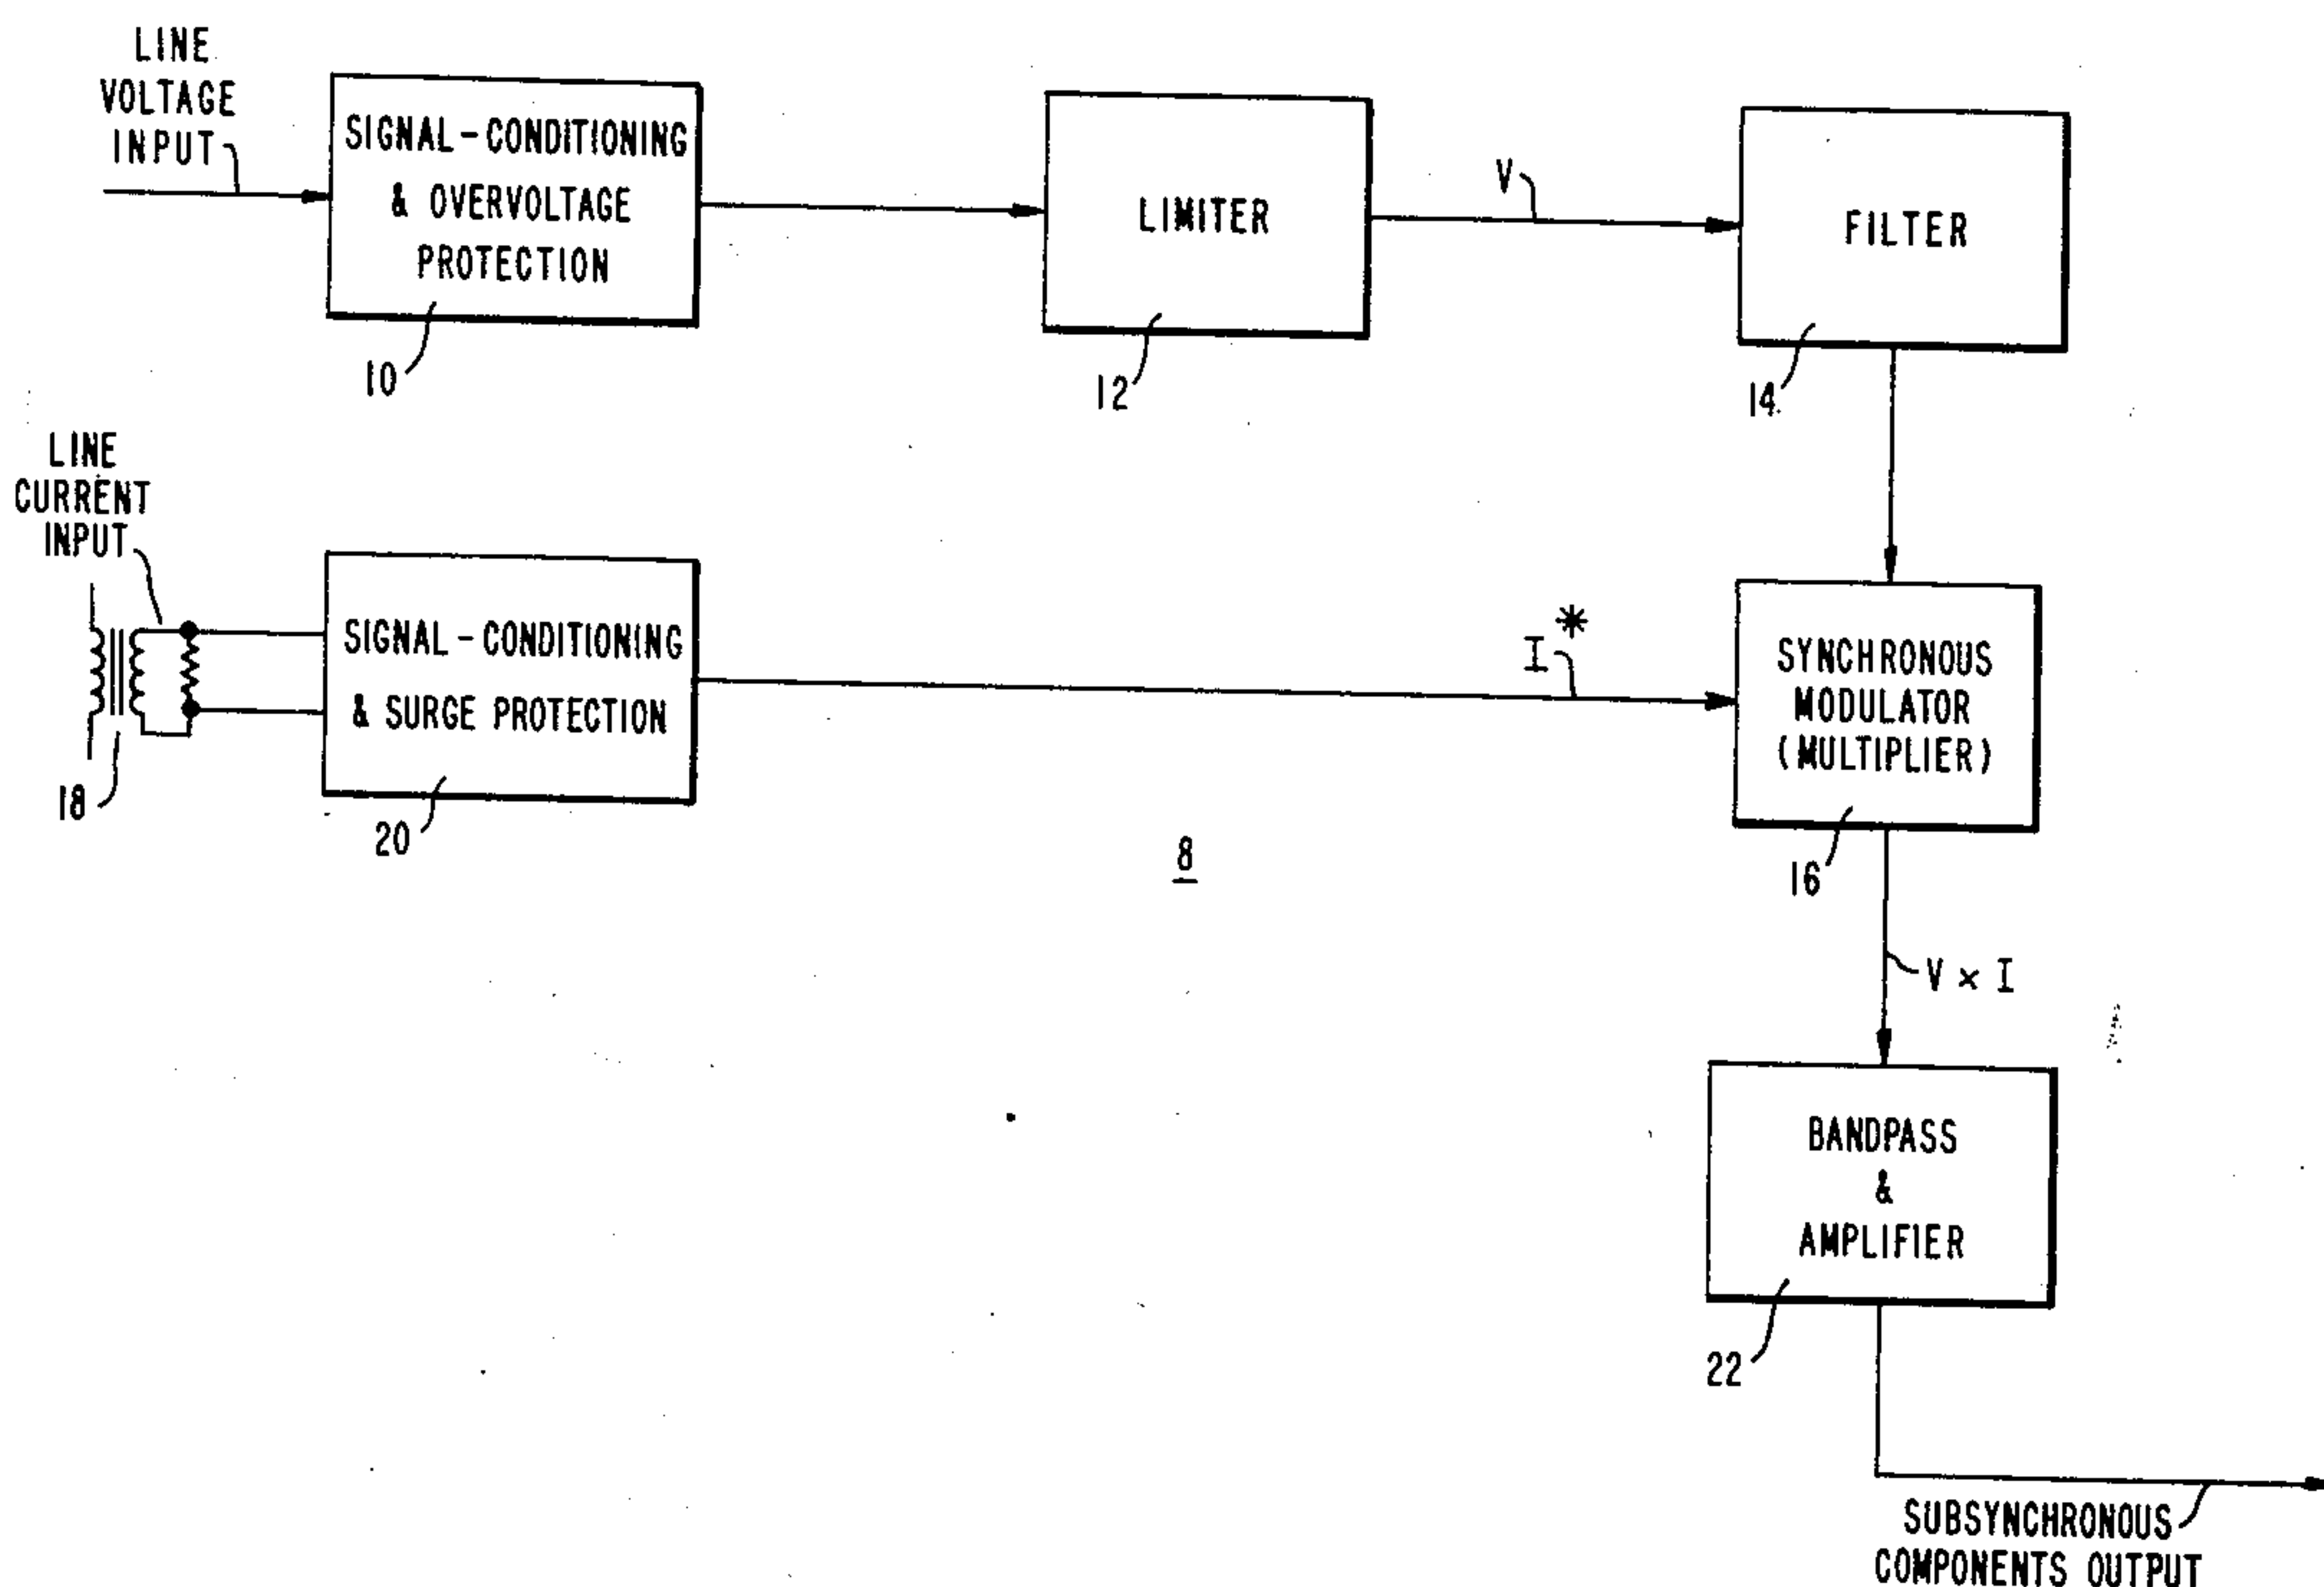 LINE
VOLTAGE
INPUT
SIGNAL-CONDITIONING
& OVERVOLTAGE
PROTECTION
10
LIMITER
12
V
FILTER
14
LINE
CURRENT
INPUT
18
SIGNAL-CONDITIONING
& SURGE PROTECTION
20
I*
SYNCHRONOUS
MODULATOR
(MULTIPLIER)
16
8
V x I
BANDPASS
&
AMPLIFIER
22
SUBSYNCHRONOUS
COMPONENTS OUTPUT